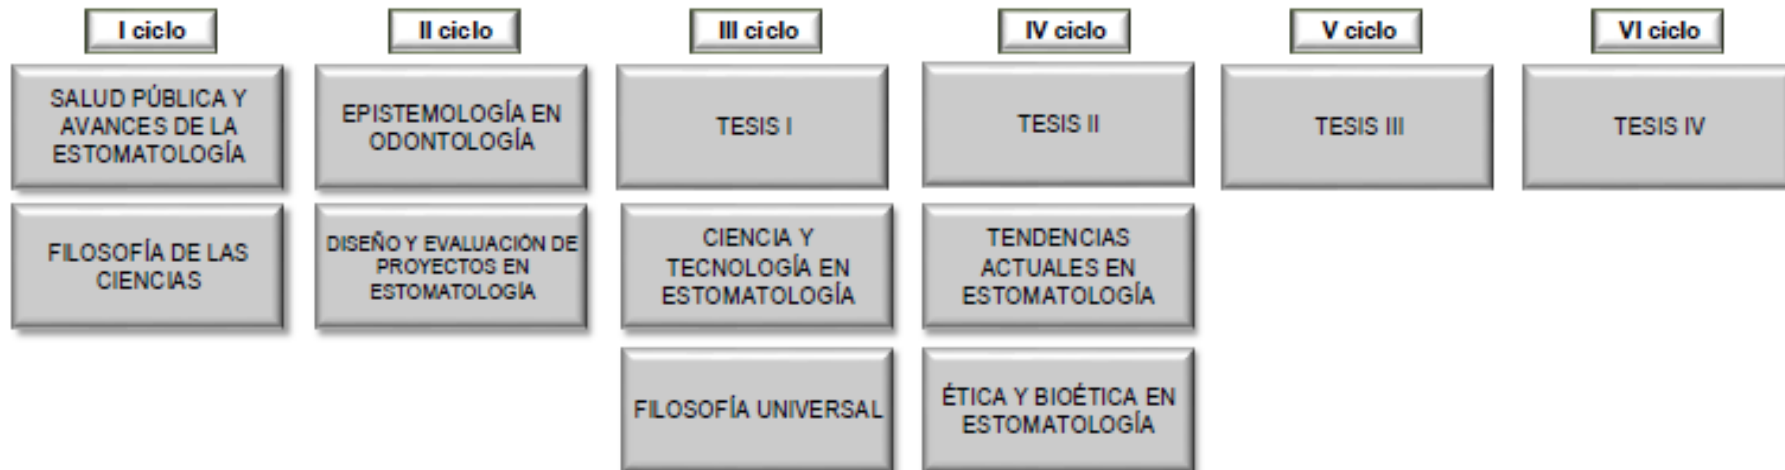 I ciclo
II ciclo
III ciclo
IV ciclo
V ciclo
VI ciclo
SALUD PÚBLICA Y
AVANCES DE LA
ESTOMATOLOGÍA
EPISTEMOLOGÍA EN
ODONTOLOGÍA
TESIS I
TESIS II
TESIS III
TESIS IV
FILOSOFÍA DE LAS
CIENCIAS
DISEÑO Y EVALUACIÓN DE
PROYECTOS EN
ESTOMATOLOGÍA
CIENCIA Y
TECNOLOGÍA EN
ESTOMATOLOGÍA
TENDENCIAS
ACTUALES EN
ESTOMATOLOGÍA
FILOSOFÍA UNIVERSAL
ÉTICA Y BIOÉTICA EN
ESTOMATOLOGÍA